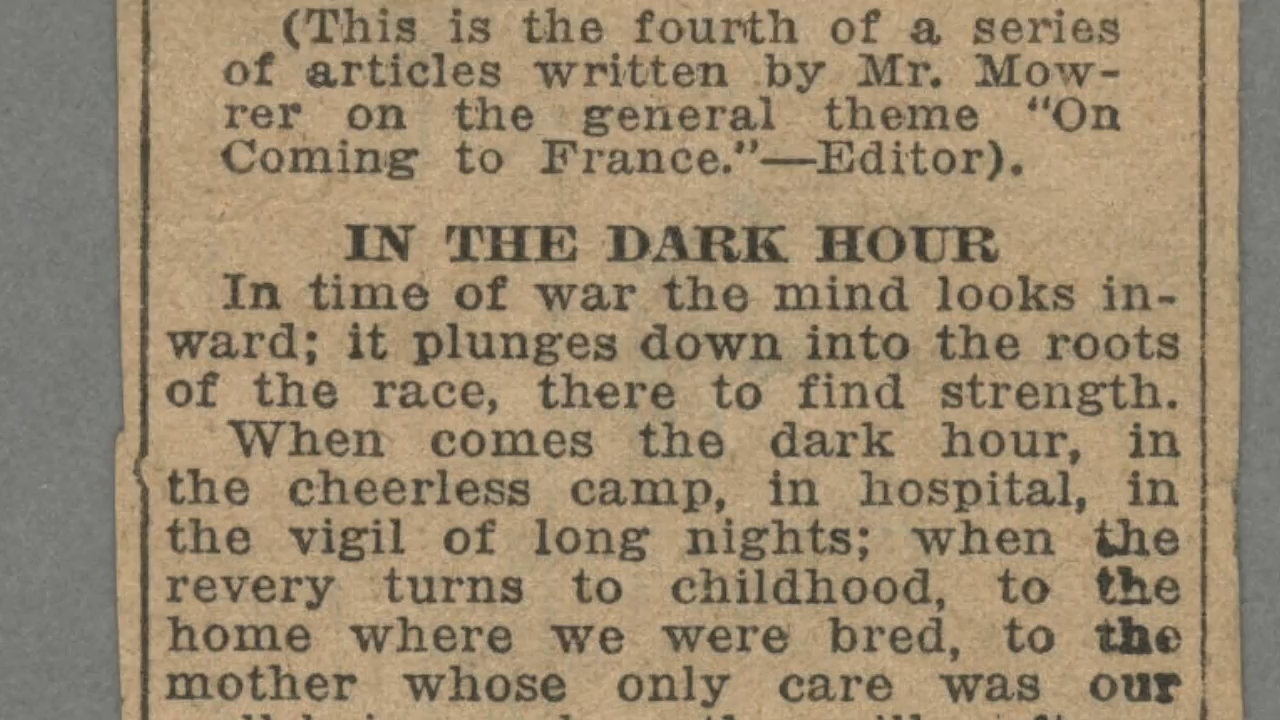 (This is the fourth of a series
of articles written by Mr. Mow-
rer on the general theme “On
Coming to France.”—Editor).
IN THE DARK HOUR
In time of war the mind looks in-
ward; it plunges down into the roots
of the race, there to find strength.
When comes the dark hour, in
the cheerless camp, in hospital, in
the vigil of long nights; when the
revery turns to childhood, to the
home where we were bred, to the
mother whose only care was our